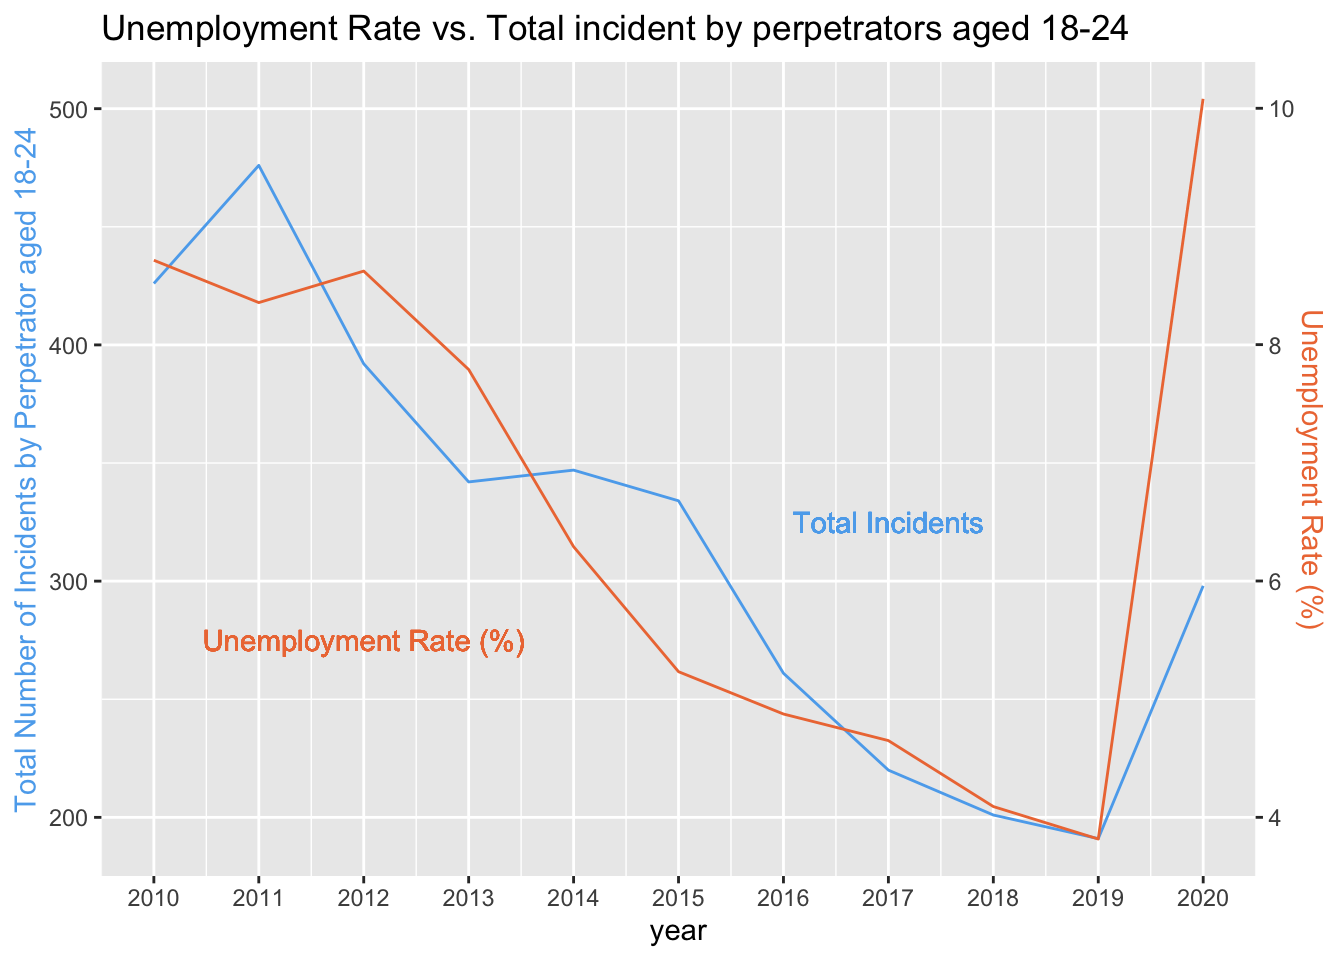 Unemployment Rate vs. Total incident by perpetrators aged 18-24
Total Number of Incidents by Perpetrator aged 18-24
500
400
300
200
10
8
6
4
Unemployment Rate (%)
Total Incidents
Unemployment Rate (%)
2010 2011 2012 2013 2014 2015 2016 2017 2018 2019 2020
year